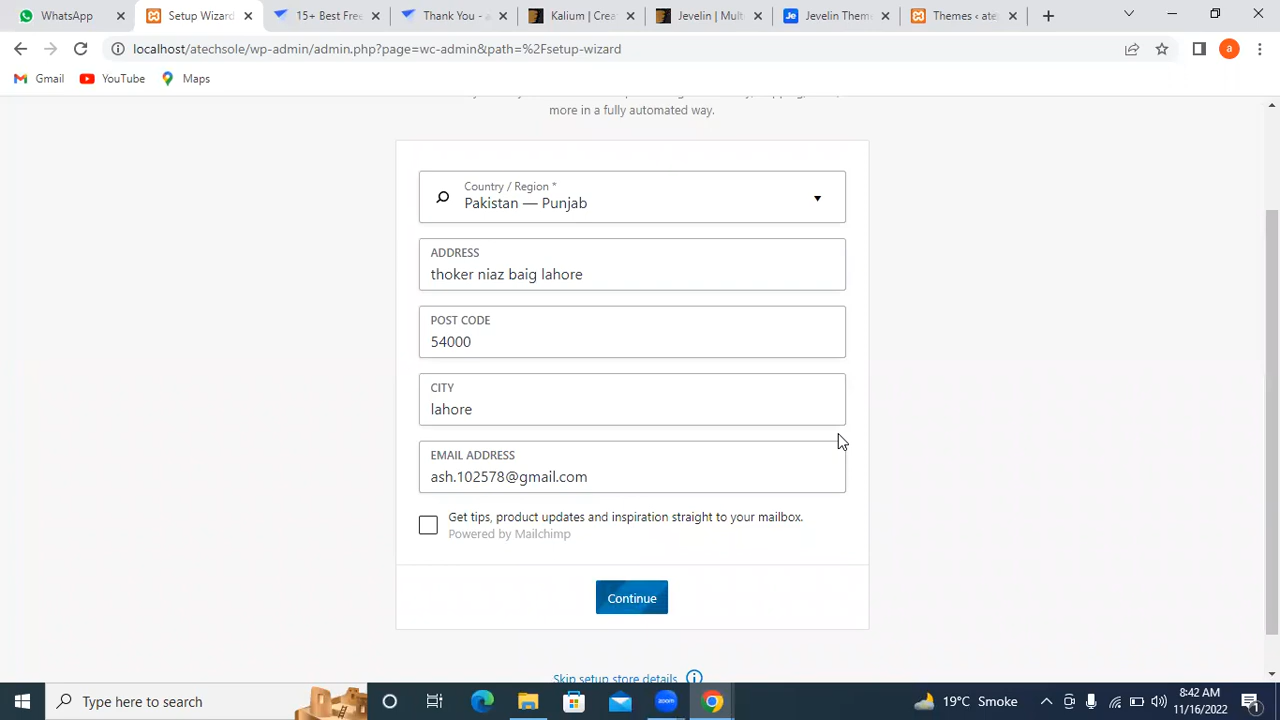 WhatsApp
Setup Wizard
15+ Best Fre
Thank You -
Kalium | Crea
Jevelin | Mult
Jevelin Them
Themes ‹ ate
localhost/atechsole/wp-admin/admin.php?page=wc-admin&path=%2Fsetup-wizard
a
Gmail
YouTube
Maps
more in a fully automated way.
Country / Region *
Pakistan — Punjab
ADDRESS
thoker niaz baig lahore
POST CODE
54000
CITY
lahore
EMAIL ADDRESS
ash.102578@gmail.com
Get tips, product updates and inspiration straight to your mailbox.
Powered by Mailchimp
Continue
Skip setup store details
Type here to search
zoom
19°C Smoke
8:42 AM
11/16/2022
1